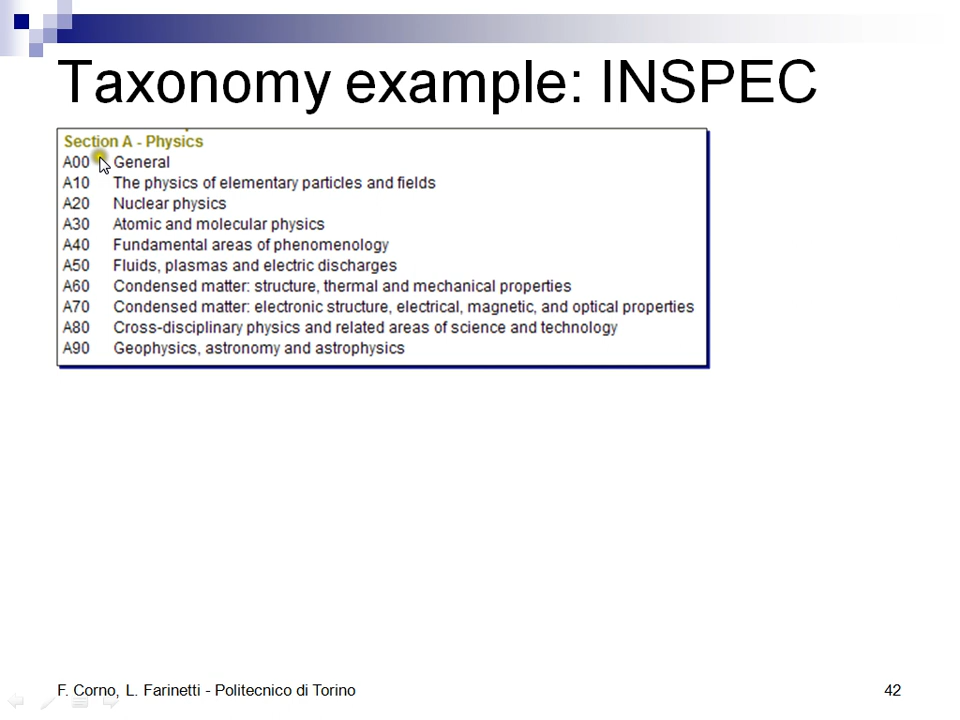 Taxonomy example: INSPEC
Section A - Physics
A00 General
A10 The physics of elementary particles and fields
A20 Nuclear physics
A30 Atomic and molecular physics
A40 Fundamental areas of phenomenology
A50 Fluids, plasmas and electric discharges
A60 Condensed matter: structure, thermal and mechanical properties
A70 Condensed matter: electronic structure, electrical, magnetic, and optical properties
A80 Cross-disciplinary physics and related areas of science and technology
A90 Geophysics, astronomy and astrophysics
F. Corno, L. Farinetti - Politecnico di Torino
42